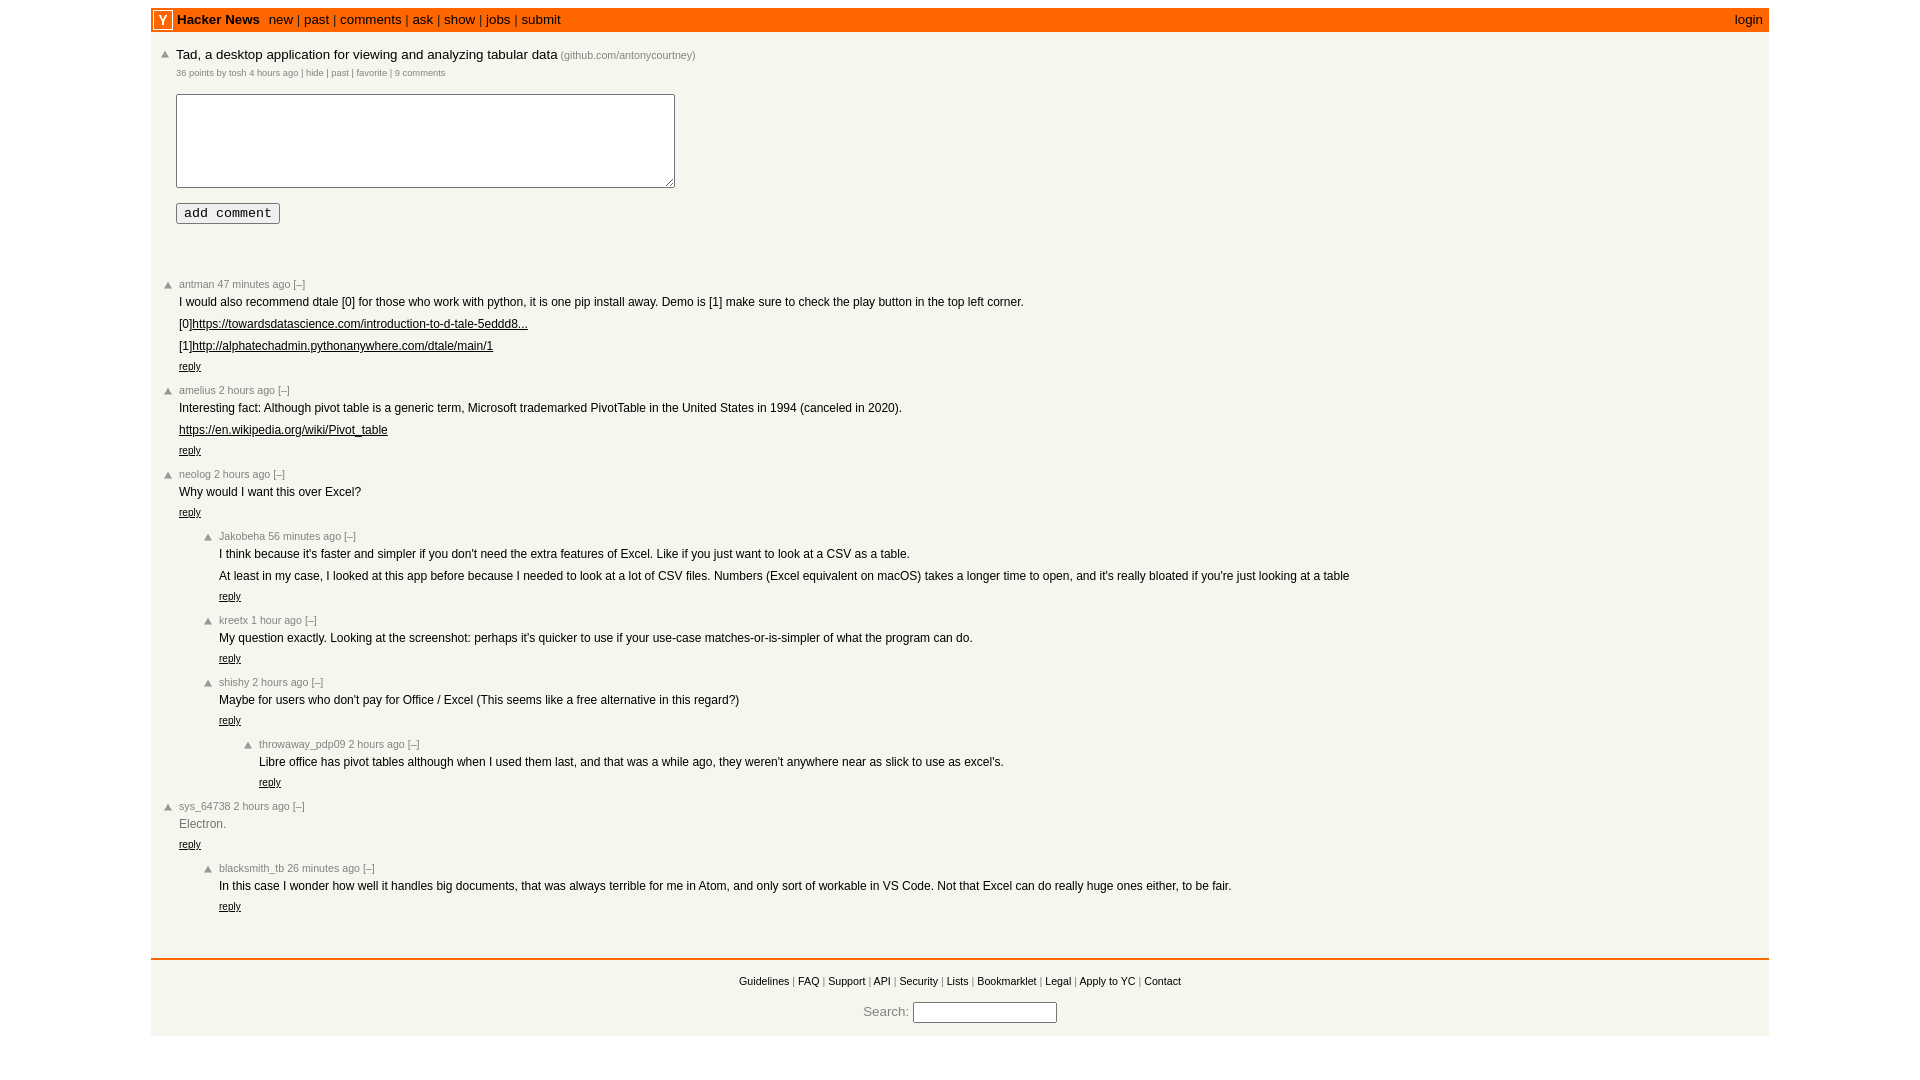 Y Hacker News new | past | comments | ask | show | jobs | submit login
Tad, a desktop application for viewing and analyzing tabular data (github.com/antonycourtney)
36 points by tosh 4 hours ago | hide | past | favorite | 9 comments
add comment
antman 47 minutes ago [–]
I would also recommend dtale [0] for those who work with python, it is one pip install away. Demo is [1] make sure to check the play button in the top left corner.
[0]https://towardsdatascience.com/introduction-to-d-tale-5eddd8...
[1]http://alphatechadmin.pythonanywhere.com/dtale/main/1
reply
amelius 2 hours ago [–]
Interesting fact: Although pivot table is a generic term, Microsoft trademarked PivotTable in the United States in 1994 (canceled in 2020).
https://en.wikipedia.org/wiki/Pivot_table
reply
neolog 2 hours ago [–]
Why would I want this over Excel?
reply
Jakobeha 56 minutes ago [–]
I think because it's faster and simpler if you don't need the extra features of Excel. Like if you just want to look at a CSV as a table.
At least in my case, I looked at this app before because I needed to look at a lot of CSV files. Numbers (Excel equivalent on macOS) takes a longer time to open, and it's really bloated if you're just looking at a table
reply
kreetx 1 hour ago [–]
My question exactly. Looking at the screenshot: perhaps it's quicker to use if your use-case matches-or-is-simpler of what the program can do.
reply
shishy 2 hours ago [–]
Maybe for users who don't pay for Office / Excel (This seems like a free alternative in this regard?)
reply
throwaway_pdp09 2 hours ago [–]
Libre office has pivot tables although when I used them last, and that was a while ago, they weren't anywhere near as slick to use as excel's.
reply
sys_64738 2 hours ago [–]
Electron.
reply
blacksmith_tb 26 minutes ago [–]
In this case I wonder how well it handles big documents, that was always terrible for me in Atom, and only sort of workable in VS Code. Not that Excel can do really huge ones either, to be fair.
reply
Guidelines | FAQ | Support | API | Security | Lists | Bookmarklet | Legal | Apply to YC | Contact
Search: